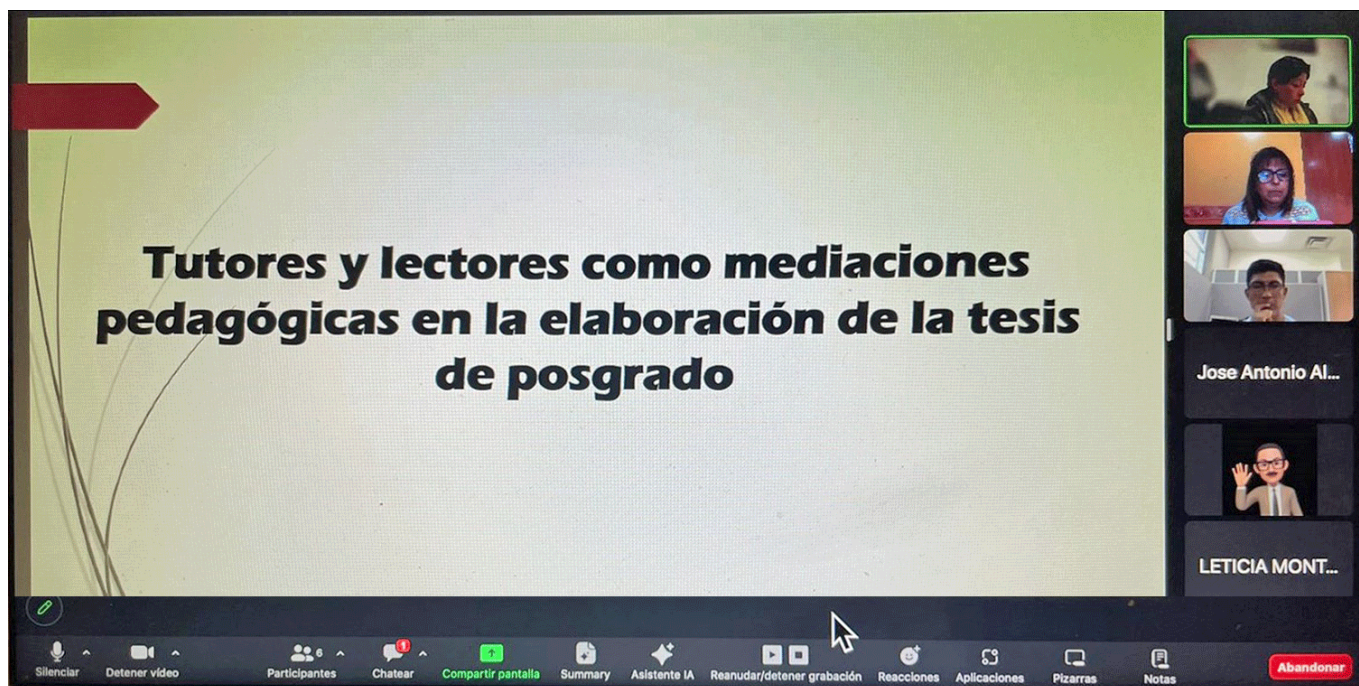 Tutores y lectores como mediaciones
pedagógicas en la elaboración de la tesis
de posgrado
Jose Antonio Al...
LETICIA MONT...
6
1
Silenciar
Detener video
Participantes
Chatear
Compartir pantalla
Summary
Asistente IA
Reanudar/detener grabación
Reacciones
Aplicaciones
Pizarras
Notas
Abandonar